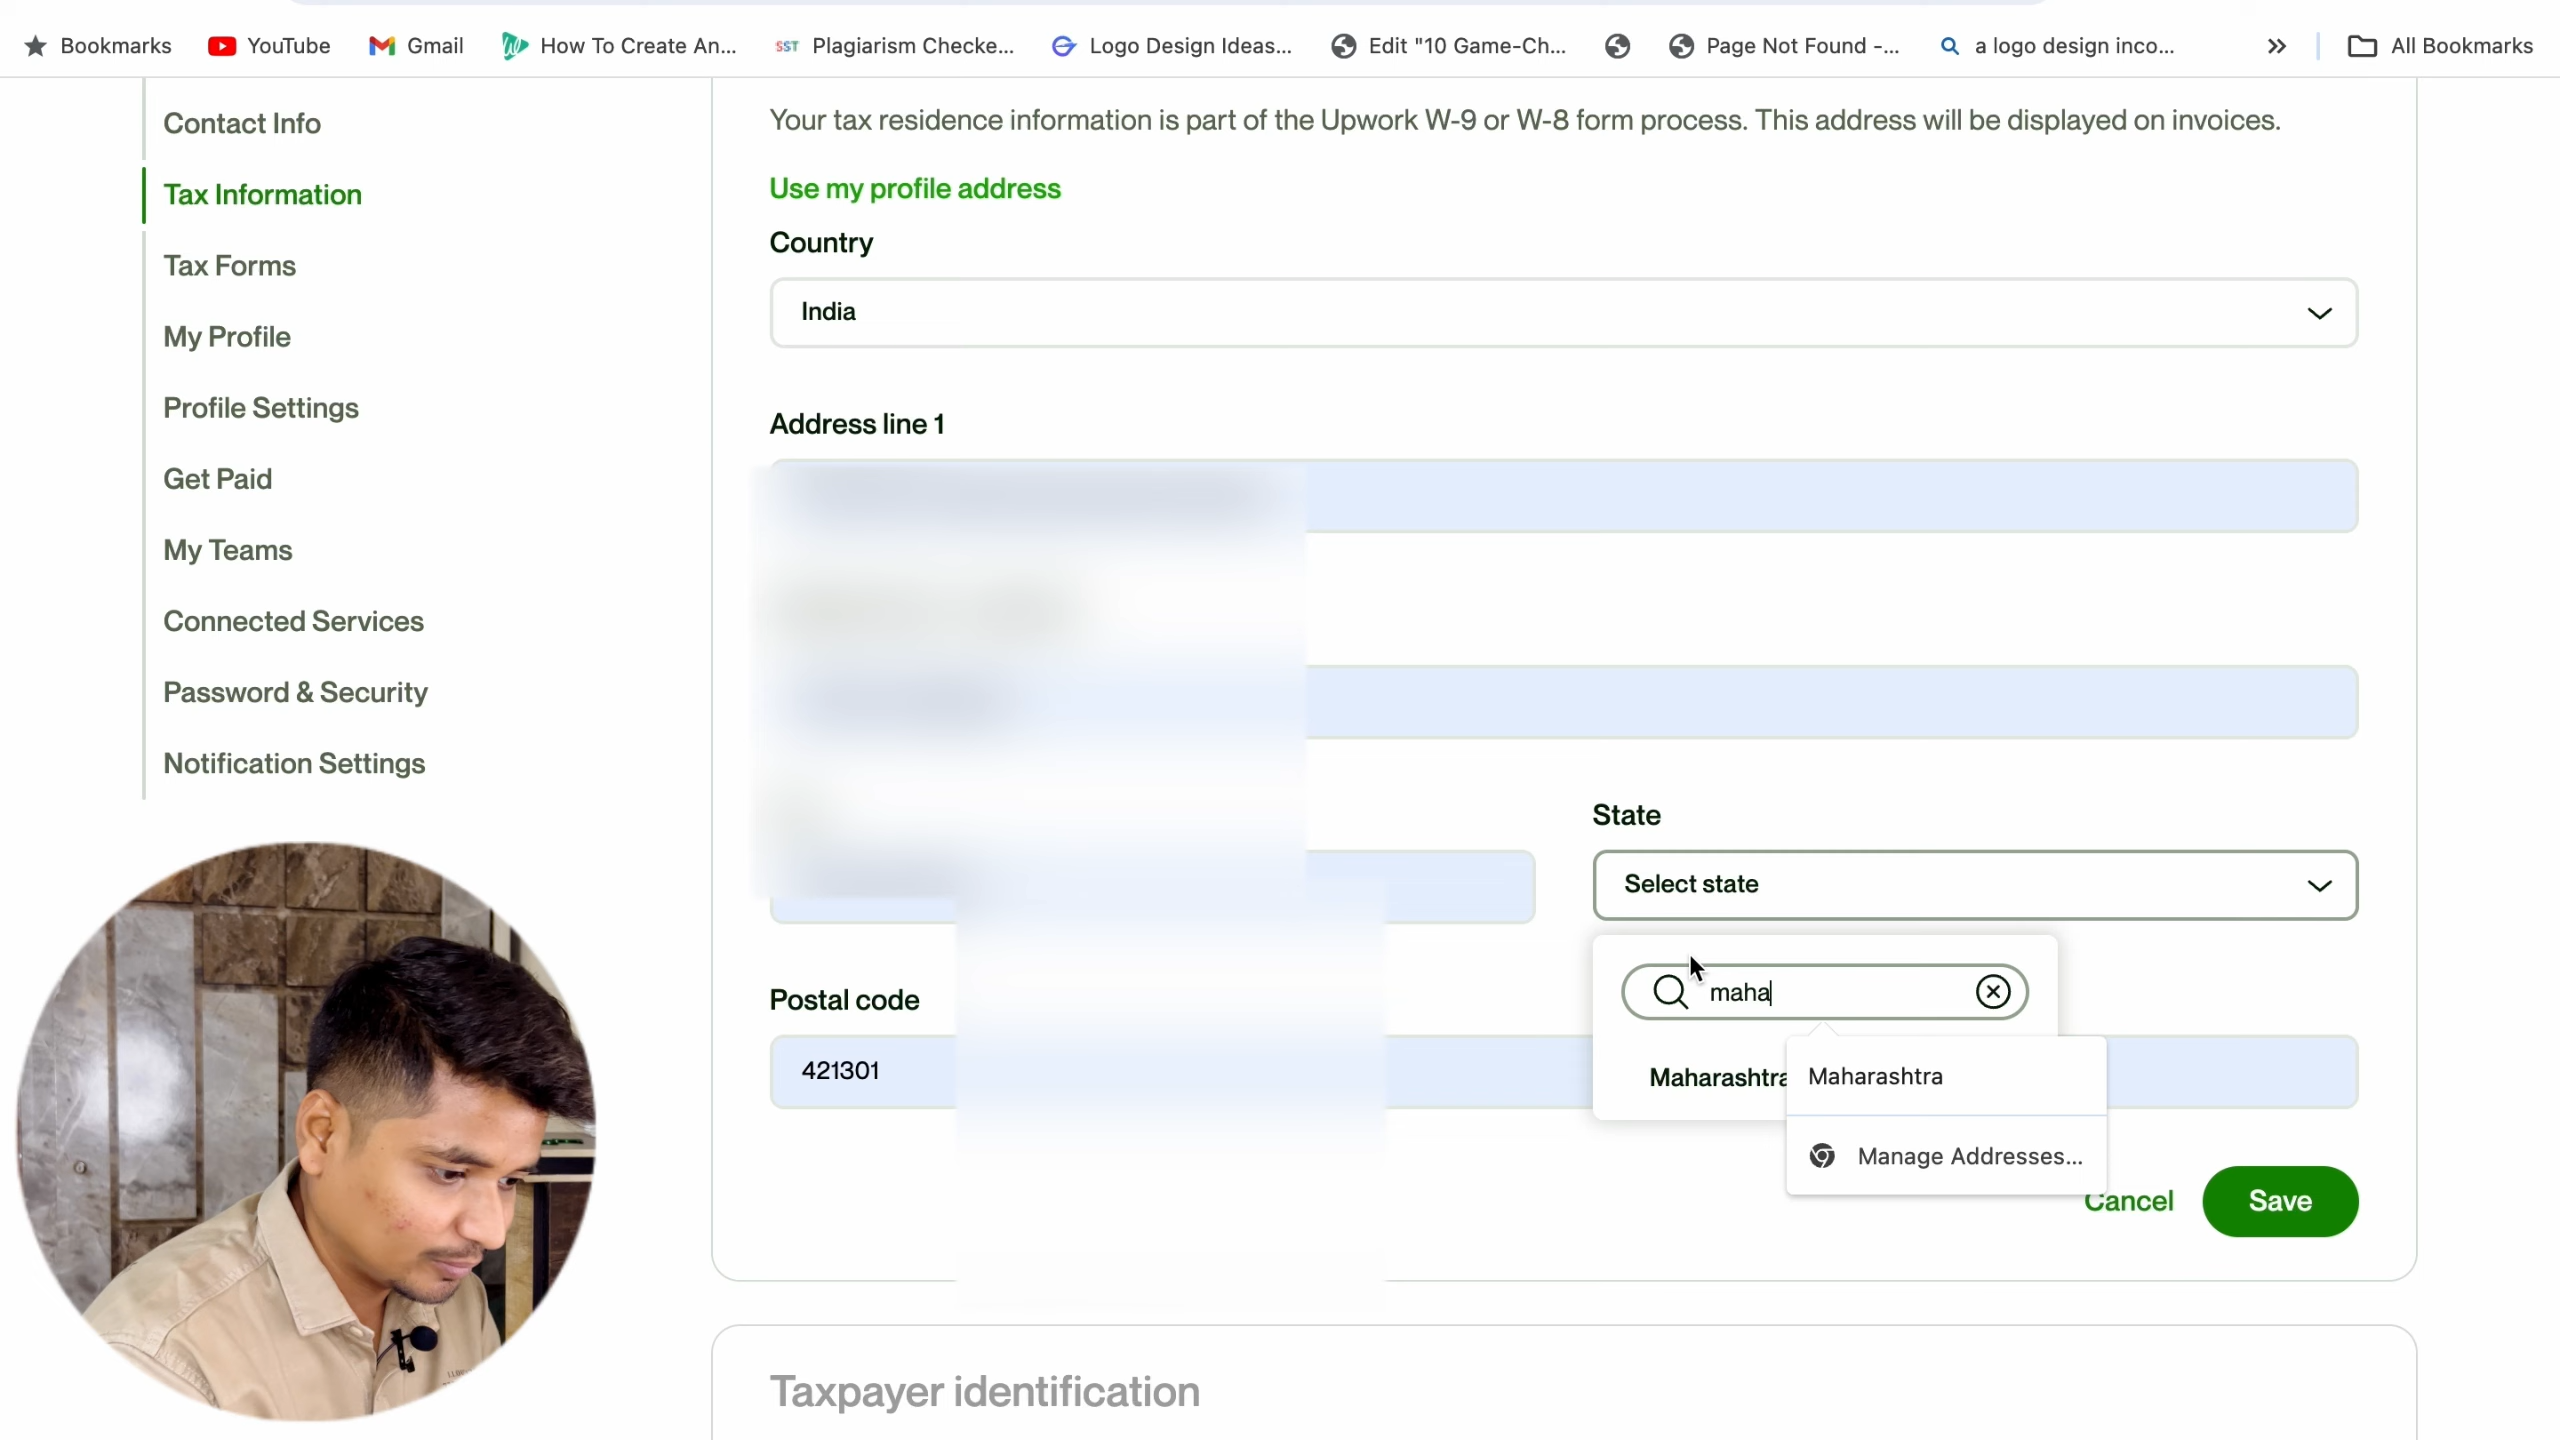 Bookmarks YouTube Gmail How To Create An... SST Plagiarism Checke... Logo Design Ideas... Edit "10 Game-Ch... Page Not Found -... a logo design inco... All Bookmarks
Contact Info
Tax Information
Tax Forms
My Profile
Profile Settings
Get Paid
My Teams
Connected Services
Password & Security
Notification Settings
Your tax residence information is part of the Upwork W-9 or W-8 form process. This address will be displayed on invoices.
Use my profile address
Country
India
Address line 1
State
Select state
maha
Maharashtra
Maharashtra
Manage Addresses...
Postal code
421301
Cancel Save
Taxpayer identification